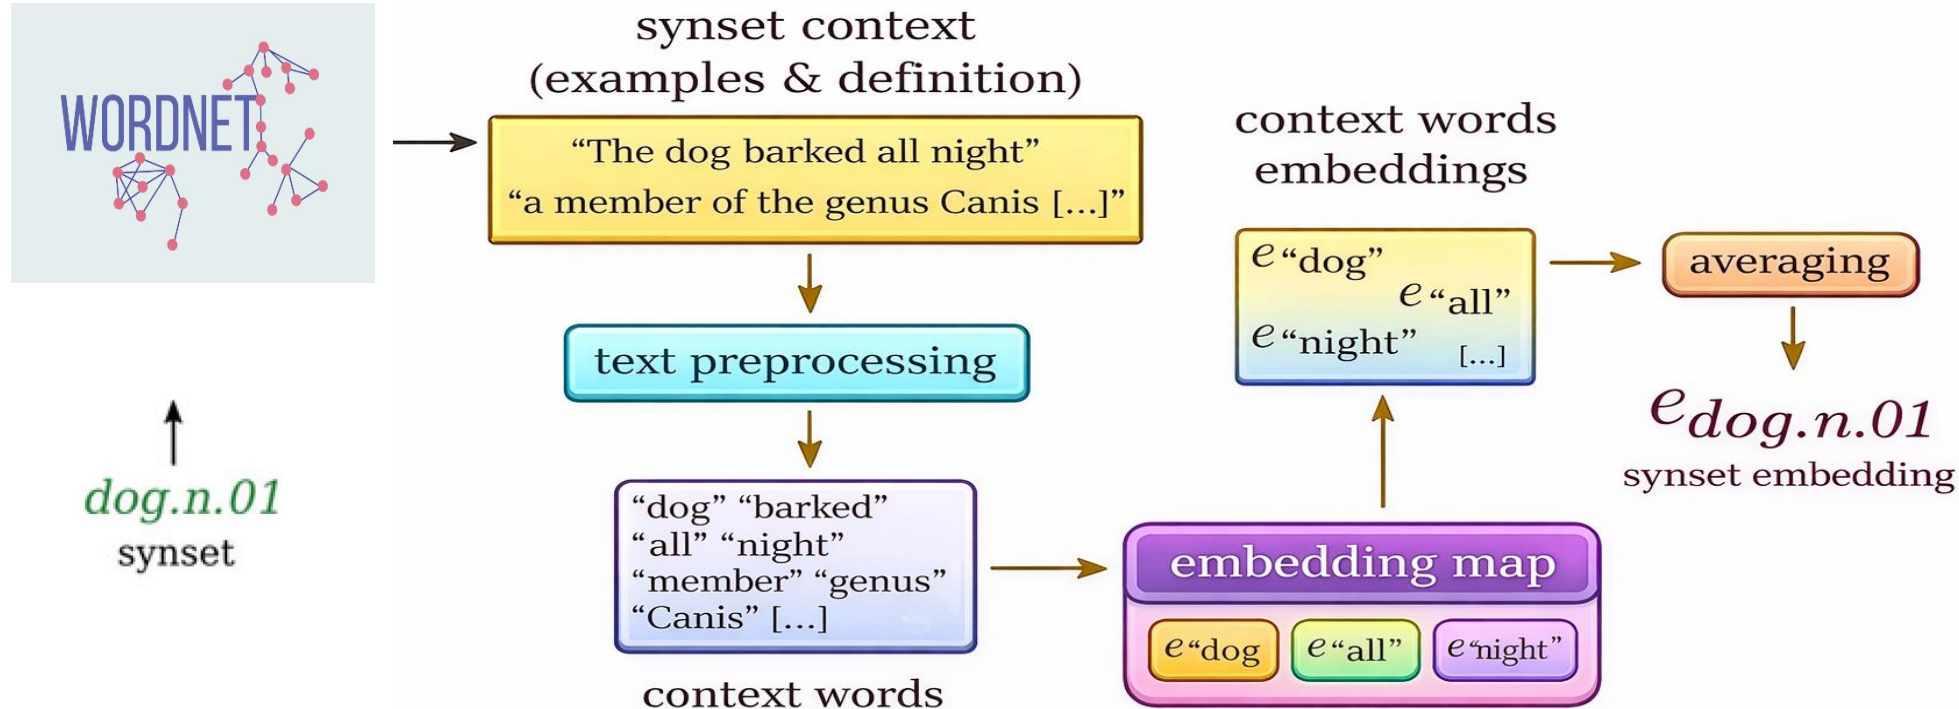 WORDNET
dog.n.01
synset
synset context
(examples & definition)
“The dog barked all night”
“a member of the genus Canis [...]”
text preprocessing
“dog” “barked”
“all” “night”
“member” “genus”
“Canis” [...]
context words
embedding map
e“dog
e“all”
e“night”
context words
embeddings
e“dog”
e“all”
e“night”
[...]
averaging
edog.n.01
synset embedding